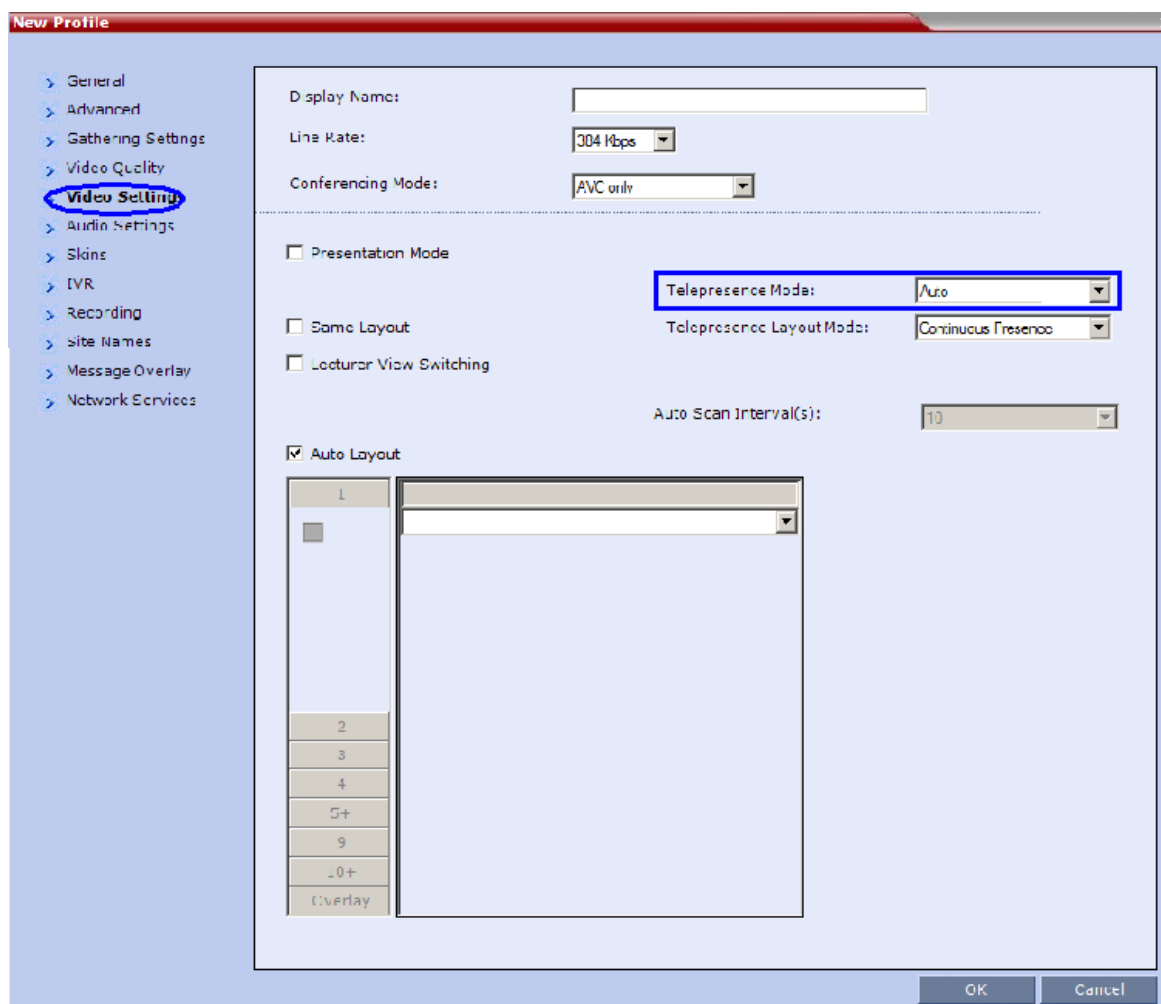 New Profile
General
Advanced
Gathering Settings
Video Quality
Video Settings
Audio Settings
Skins
IVR
Recording
Site Names
Message Overlay
Network Services
Display Name:
Line Rate: 384 Kbps
Conferencing Mode: AVC only
Presentation Mode
Telepresence Mode: Auto
Same Layout
Telepresence Layout Mode: Continuous Presence
Lecturer View Switching
Auto Scan Interval(s): 10
Auto Layout
1
2
3
4
5+
9
10+
Overlay
OK Cancel